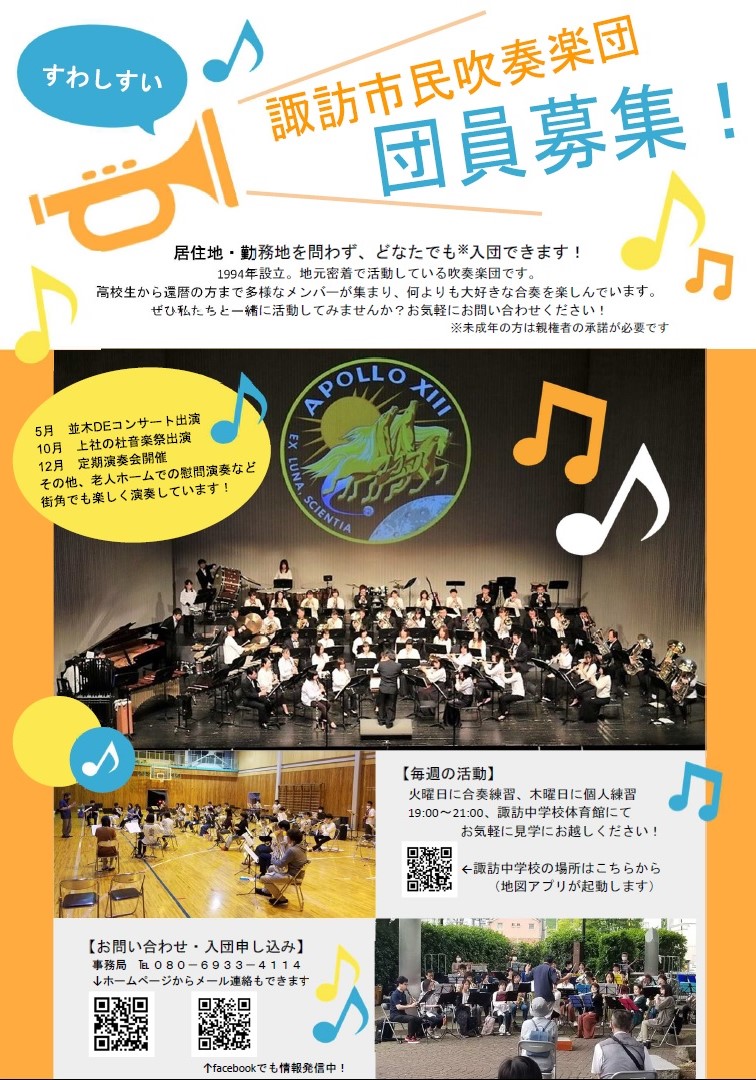 すわしすい
諏訪市民吹奏楽団
団員募集！
居住地・勤務地を問わず、どなたでも※入団できます！
1994年設立。地元密着で活動している吹奏楽団です。
高校生から還暦の方まで多様なメンバーが集まり、何よりも大好きな合奏を楽しんでいます。
ぜひ私たちと一緒に活動してみませんか？お気軽にお問い合わせください！
※未成年の方は親権者の承諾が必要です
5月　並木DEコンサート出演
10月　上社の杜音楽祭出演
12月　定期演奏会開催
その他、老人ホームでの慰問演奏など
街角でも楽しく演奏しています！
APOLLO XIII
EX LUNA, SCIENTIA
【毎週の活動】
火曜日に合奏練習、木曜日に個人練習
19:00～21:00、諏訪中学校体育館にて
お気軽に見学にお越しください！
←諏訪中学校の場所はこちらから
（地図アプリが起動します）
【お問い合わせ・入団申し込み】
事務局　℡０８０－６９３３－４１１４
↓ホームページからメール連絡もできます
↑facebookでも情報発信中！